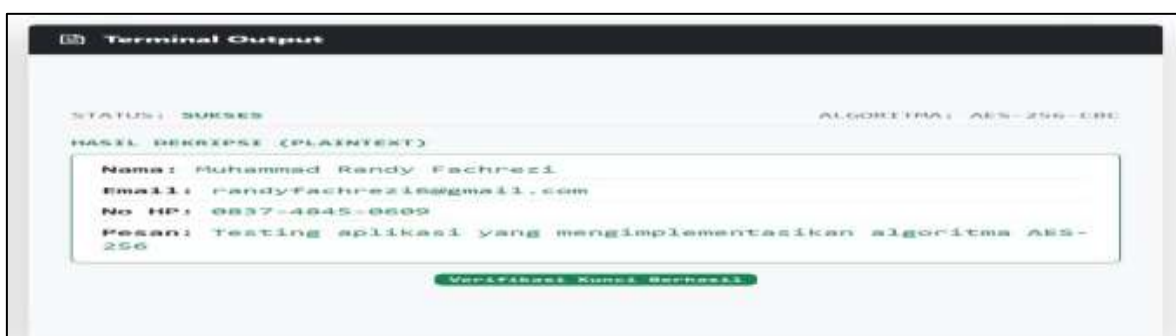 Terminal Output
STATUS: SUKSES
ALGORITMA: AES-256-CBC
HASIL DEKRIPSI (PLAINTEXT)
Nama: Muhammad Randy Fachrezi
Email: randyfachrezi6@gmail.com
No HP: 0837-4845-0609
Pesan: Testing aplikasi yang mengimplementasikan algoritma AES-
256
Verifikasi Kunci Berhasil